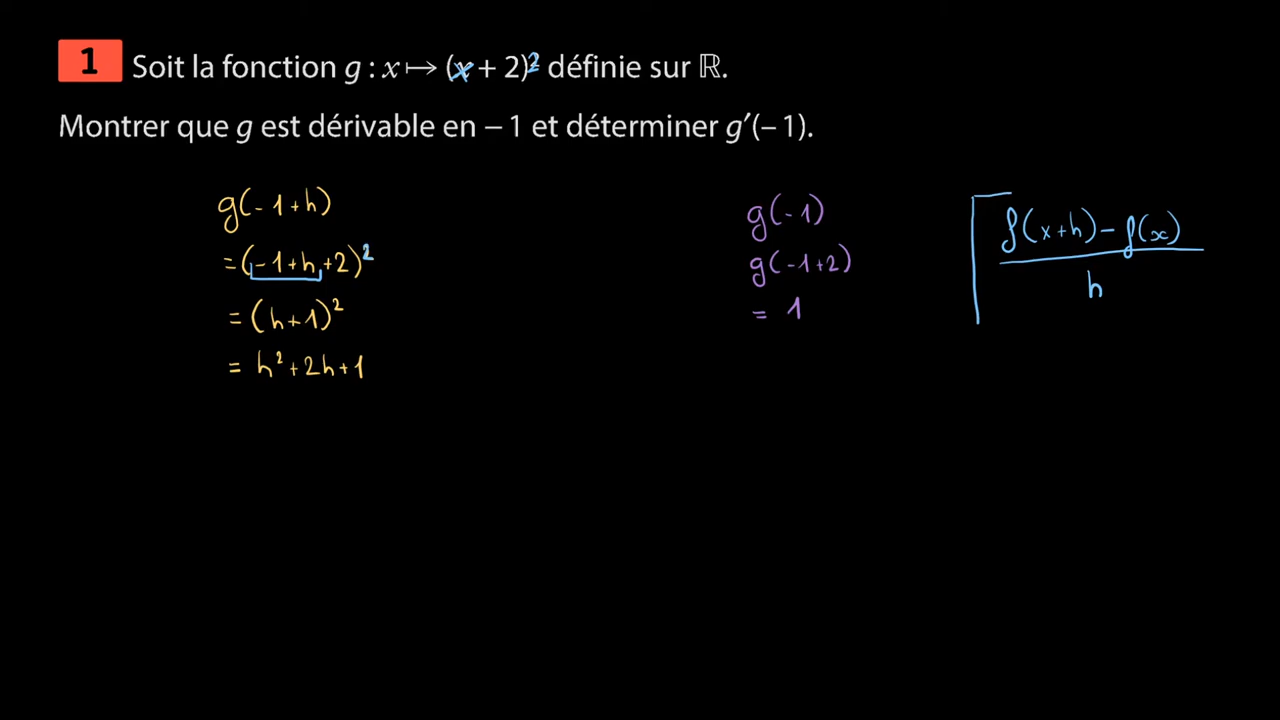 1 Soit la fonction g : x ↦ (x + 2)² définie sur ℝ.
Montrer que g est dérivable en − 1 et déterminer g′(− 1).
g(-1+h)
= (-1+h+2)²
= (h+1)²
= h²+2h+1
g(-1)
g(-1+2)
= 1
f(x+h) - f(x)
h